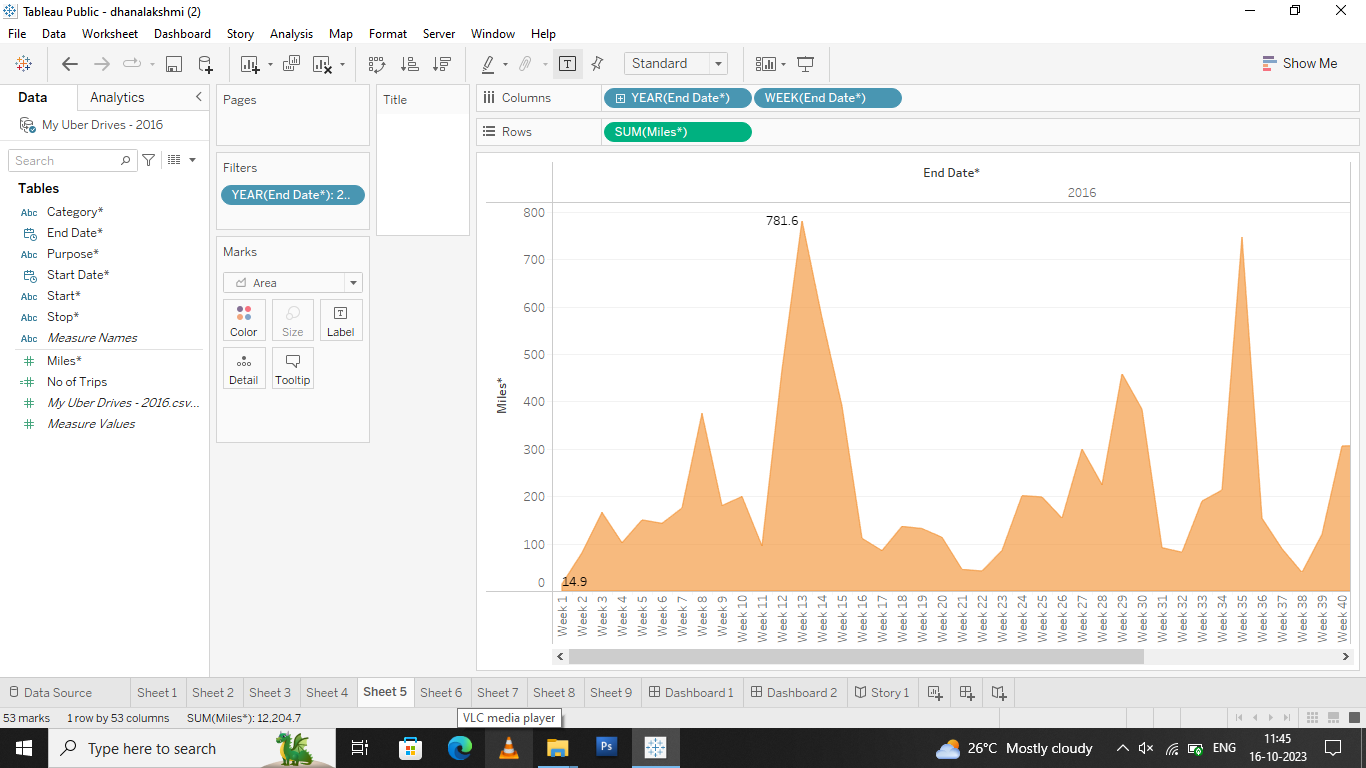 Tableau Public - dhanalakshmi (2)
File Data Worksheet Dashboard Story Analysis Map Format Server Window Help
Standard
Show Me
Data Analytics
My Uber Drives - 2016
Search
Tables
Abc Category*
End Date*
Abc Purpose*
Start Date*
Abc Start*
Abc Stop*
Abc Measure Names
Miles*
No of Trips
My Uber Drives - 2016.csv...
Measure Values
Pages
Filters
YEAR(End Date*): 2..
Marks
Area
Color Size Label
Detail Tooltip
Title
Columns YEAR(End Date*) WEEK(End Date*)
Rows SUM(Miles*)
End Date*
2016
800
700
600
500
400
300
200
100
0
Miles*
781.6
14.9
Week 1 Week 2 Week 3 Week 4 Week 5 Week 6 Week 7 Week 8 Week 9 Week 10 Week 11 Week 12 Week 13 Week 14 Week 15 Week 16 Week 17 Week 18 Week 19 Week 20 Week 21 Week 22 Week 23 Week 24 Week 25 Week 26 Week 27 Week 28 Week 29 Week 30 Week 31 Week 32 Week 33 Week 34 Week 35 Week 36 Week 37 Week 38 Week 39 Week 40
Data Source Sheet 1 Sheet 2 Sheet 3 Sheet 4 Sheet 5 Sheet 6 Sheet 7 Sheet 8 Sheet 9 Dashboard 1 Dashboard 2 Story 1
53 marks 1 row by 53 columns SUM(Miles*): 12,204.7
VLC media player
Type here to search
Ps
26°C Mostly cloudy
ENG
11:45
16-10-2023